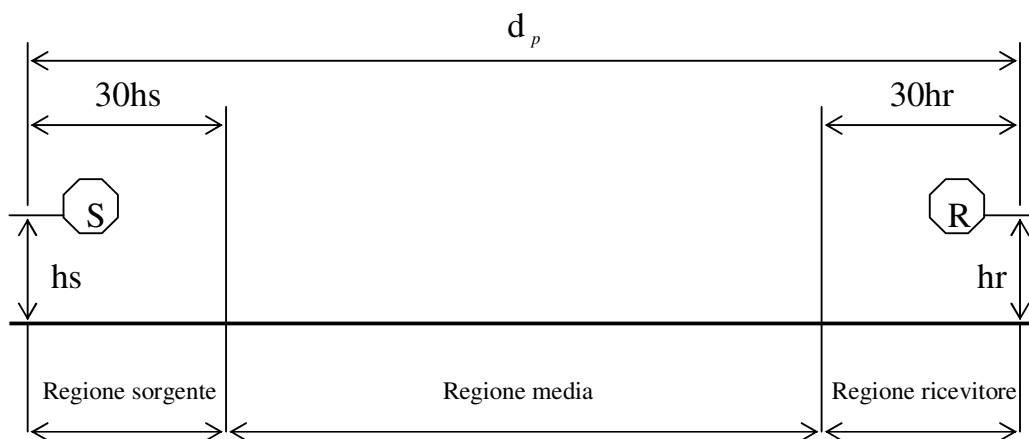 d p
30hs 30hr
S R
hs hr
Regione sorgente Regione media Regione ricevitore